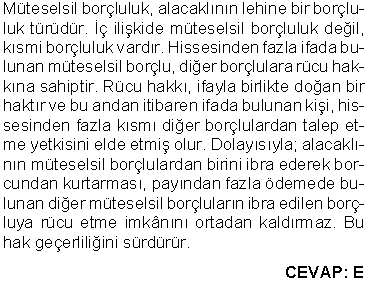 Müteselsil borçluluk, alacaklının lehine bir borçlu-
luk türüdür. İç ilişkide müteselsil borçluluk değil,
kısmi borçluluk vardır. Hissesinden fazla ifada bu-
lunan müteselsil borçlu, diğer borçlulara rücu hak-
kına sahiptir. Rücu hakkı, ifayla birlikte doğan bir
haktır ve bu andan itibaren ifada bulunan kişi, his-
sesinden fazla kısmı diğer borçlulardan talep et-
me yetkisini elde etmiş olur. Dolayısıyla; alacaklı-
nın müteselsil borçlulardan birini ibra ederek bor-
cundan kurtarması, payından fazla ödemede bu-
lunan diğer müteselsil borçluların ibra edilen borç-
luya rücu etme imkânını ortadan kaldırmaz. Bu
hak geçerliliğini sürdürür.
CEVAP: E